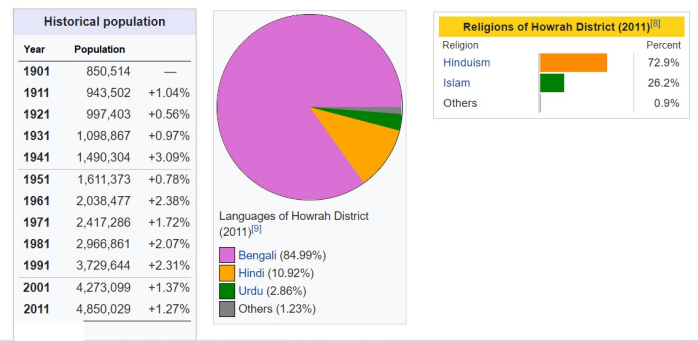 Historical population
Year Population
1901 850,514 —
1911 943,502 +1.04%
1921 997,403 +0.56%
1931 1,098,867 +0.97%
1941 1,490,304 +3.09%
1951 1,611,373 +0.78%
1961 2,038,477 +2.38%
1971 2,417,286 +1.72%
1981 2,966,861 +2.07%
1991 3,729,644 +2.31%
2001 4,273,099 +1.37%
2011 4,850,029 +1.27%
Languages of Howrah District
(2011)[9]
Bengali (84.99%)
Hindi (10.92%)
Urdu (2.86%)
Others (1.23%)
Religions of Howrah District (2011)[8]
Religion Percent
Hinduism 72.9%
Islam 26.2%
Others 0.9%